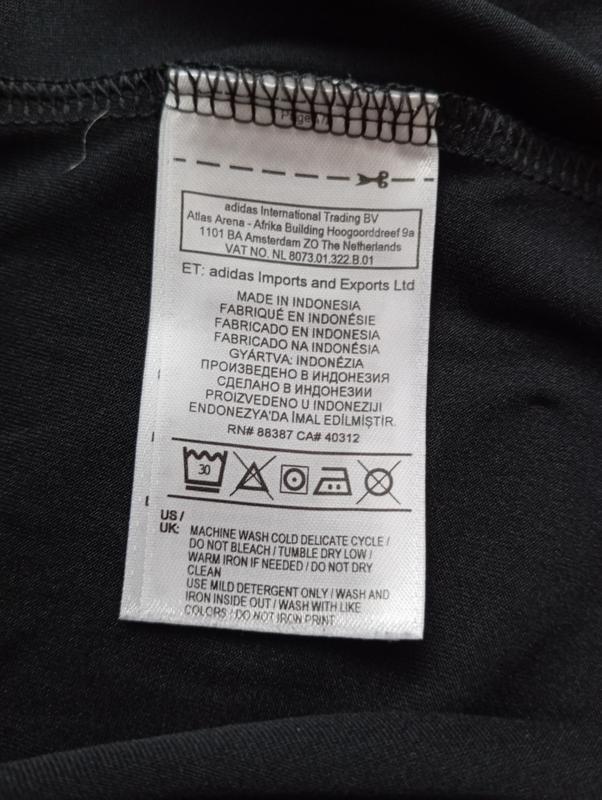 adidas International Trading BV
Atlas Arena - Afrika Building Hoogoorddreef 9a
1101 BA Amsterdam ZO The Netherlands
VAT NO. NL 8073.01.322.B.01
ET: adidas Imports and Exports Ltd
MADE IN INDONESIA
FABRIQUÉ EN INDONÉSIE
FABRICADO EN INDONESIA
FABRICADO NA INDONÉSIA
GYÁRTVA: INDONÉZIA
ПРОИЗВЕДЕНО В ИНДОНЕЗИЯ
СДЕЛАНО В ИНДОНЕЗИИ
PROIZVEDENO U INDONEZIJI
ENDONEZYA'DA İMAL EDİLMİŞTİR.
RN# 88387 CA# 40312
30
US /
UK: MACHINE WASH COLD DELICATE CYCLE /
DO NOT BLEACH / TUMBLE DRY LOW /
WARM IRON IF NEEDED / DO NOT DRY
CLEAN
USE MILD DETERGENT ONLY / WASH AND
IRON INSIDE OUT / WASH WITH LIKE
COLORS / DO NOT IRON PRINT